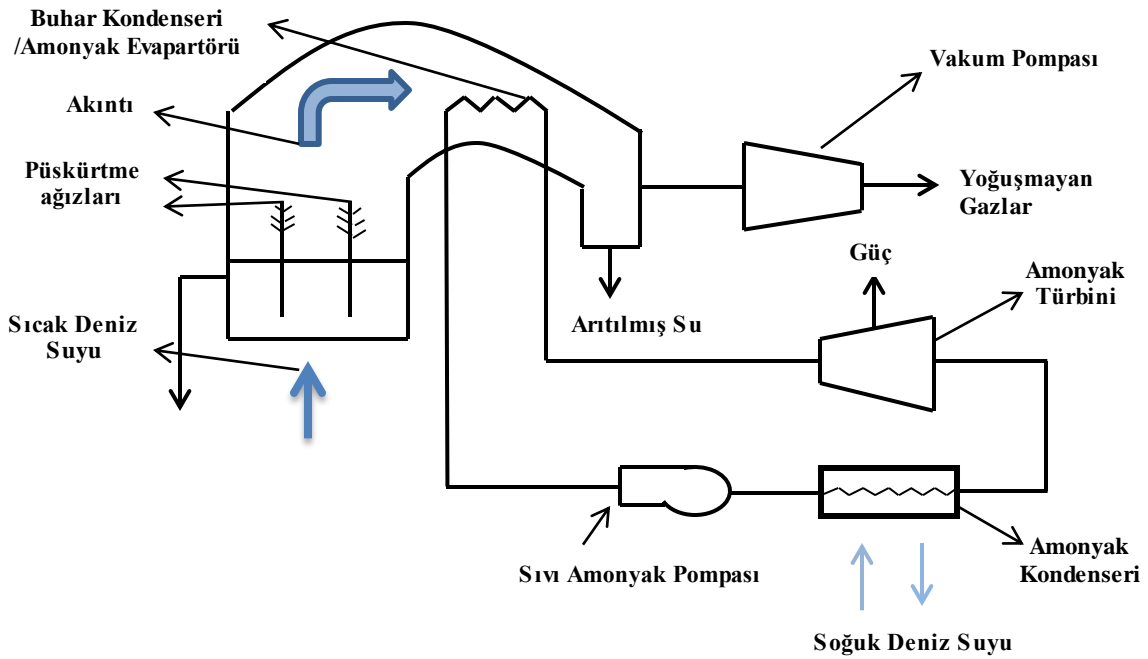 Buhar Kondenseri
/Amonyak Evapartörü
Akıntı
Püskürtme
ağızları
Sıcak Deniz
Suyu
Arıtılmış Su
Vakum Pompası
Yoğuşmayan
Gazlar
Güç
Amonyak
Türbini
Sıvı Amonyak Pompası
Amonyak
Kondenseri
Soğuk Deniz Suyu